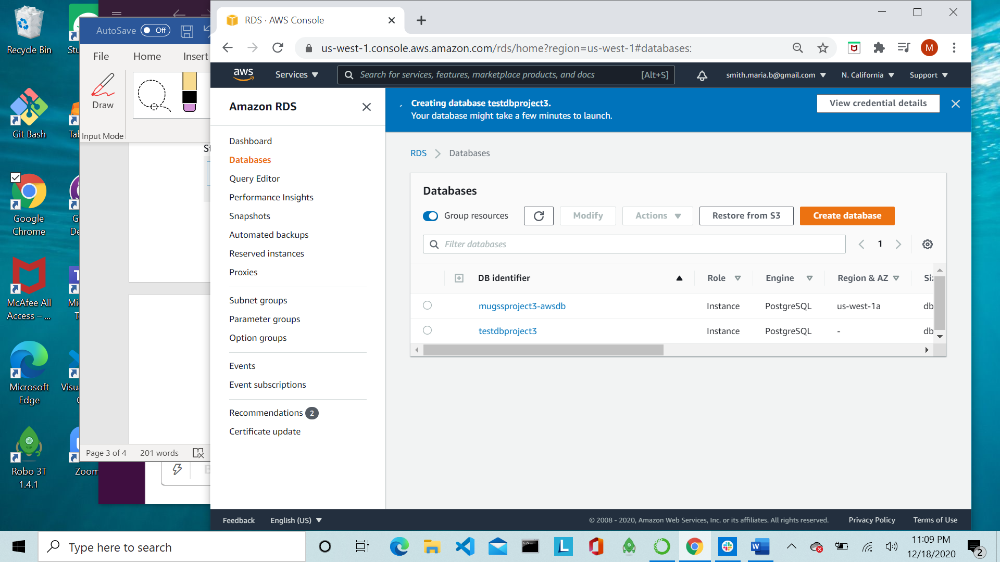 Recycle Bin
Git Bash
Google
Chrome
McAfee All
Access – ...
Microsoft
Edge
Robo 3T
1.4.1
Zoom
AutoSave Off
File Home Insert
Draw
Input Mode
Page 3 of 4 201 words
RDS · AWS Console
us-west-1.console.aws.amazon.com/rds/home?region=us-west-1#databases:
M
aws Services Search for services, features, marketplace products, and docs [Alt+S] smith.maria.b@gmail.com N. California Support
Amazon RDS
Dashboard
Databases
Query Editor
Performance Insights
Snapshots
Automated backups
Reserved instances
Proxies
Subnet groups
Parameter groups
Option groups
Events
Event subscriptions
Recommendations 2
Certificate update
Creating database testdbproject3.
Your database might take a few minutes to launch.
View credential details
RDS Databases
Databases
Group resources Modify Actions Restore from S3 Create database
Filter databases 1
DB identifier Role Engine Region & AZ Siz
mugssproject3-awsdb Instance PostgreSQL us-west-1a db
testdbproject3 Instance PostgreSQL - db
Feedback English (US) © 2008 - 2020, Amazon Web Services, Inc. or its affiliates. All rights reserved. Privacy Policy Terms of Use
Type here to search
11:09 PM
12/18/2020
2